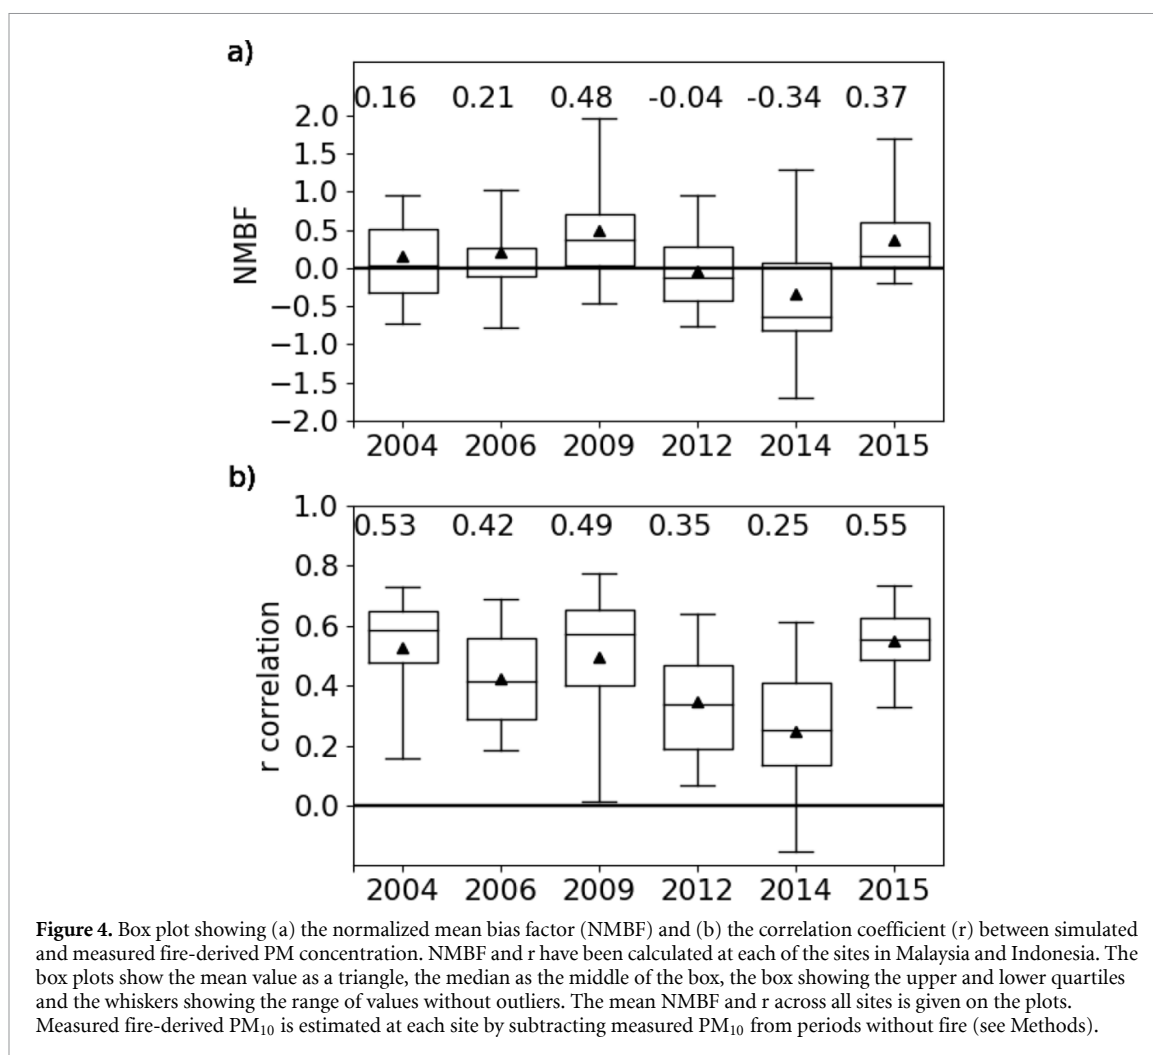 a)
0.16 0.21 0.48 -0.04 -0.34 0.37
2.0
1.5
1.0
0.5
0.0
−0.5
−1.0
−1.5
−2.0
NMBF
2004 2006 2009 2012 2014 2015
b)
1.0
0.53 0.42 0.49 0.35 0.25 0.55
0.8
0.6
0.4
0.2
0.0
r correlation
2004 2006 2009 2012 2014 2015
Figure 4. Box plot showing (a) the normalized mean bias factor (NMBF) and (b) the correlation coefficient (r) between simulated
and measured fire-derived PM concentration. NMBF and r have been calculated at each of the sites in Malaysia and Indonesia. The
box plots show the mean value as a triangle, the median as the middle of the box, the box showing the upper and lower quartiles
and the whiskers showing the range of values without outliers. The mean NMBF and r across all sites is given on the plots.
Measured fire-derived PM10 is estimated at each site by subtracting measured PM10 from periods without fire (see Methods).